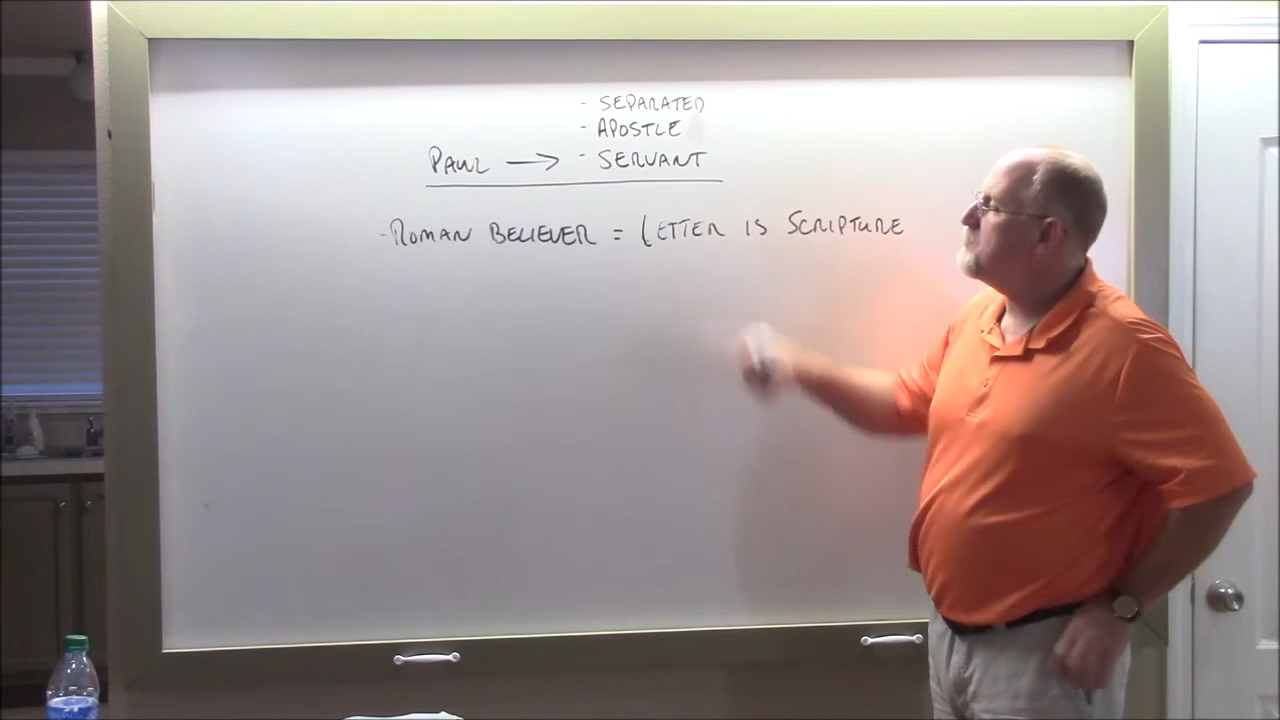 - SEPARATED
- APOSTLE
PAUL → - SERVANT
- ROMAN BELIEVER = LETTER IS SCRIPTURE